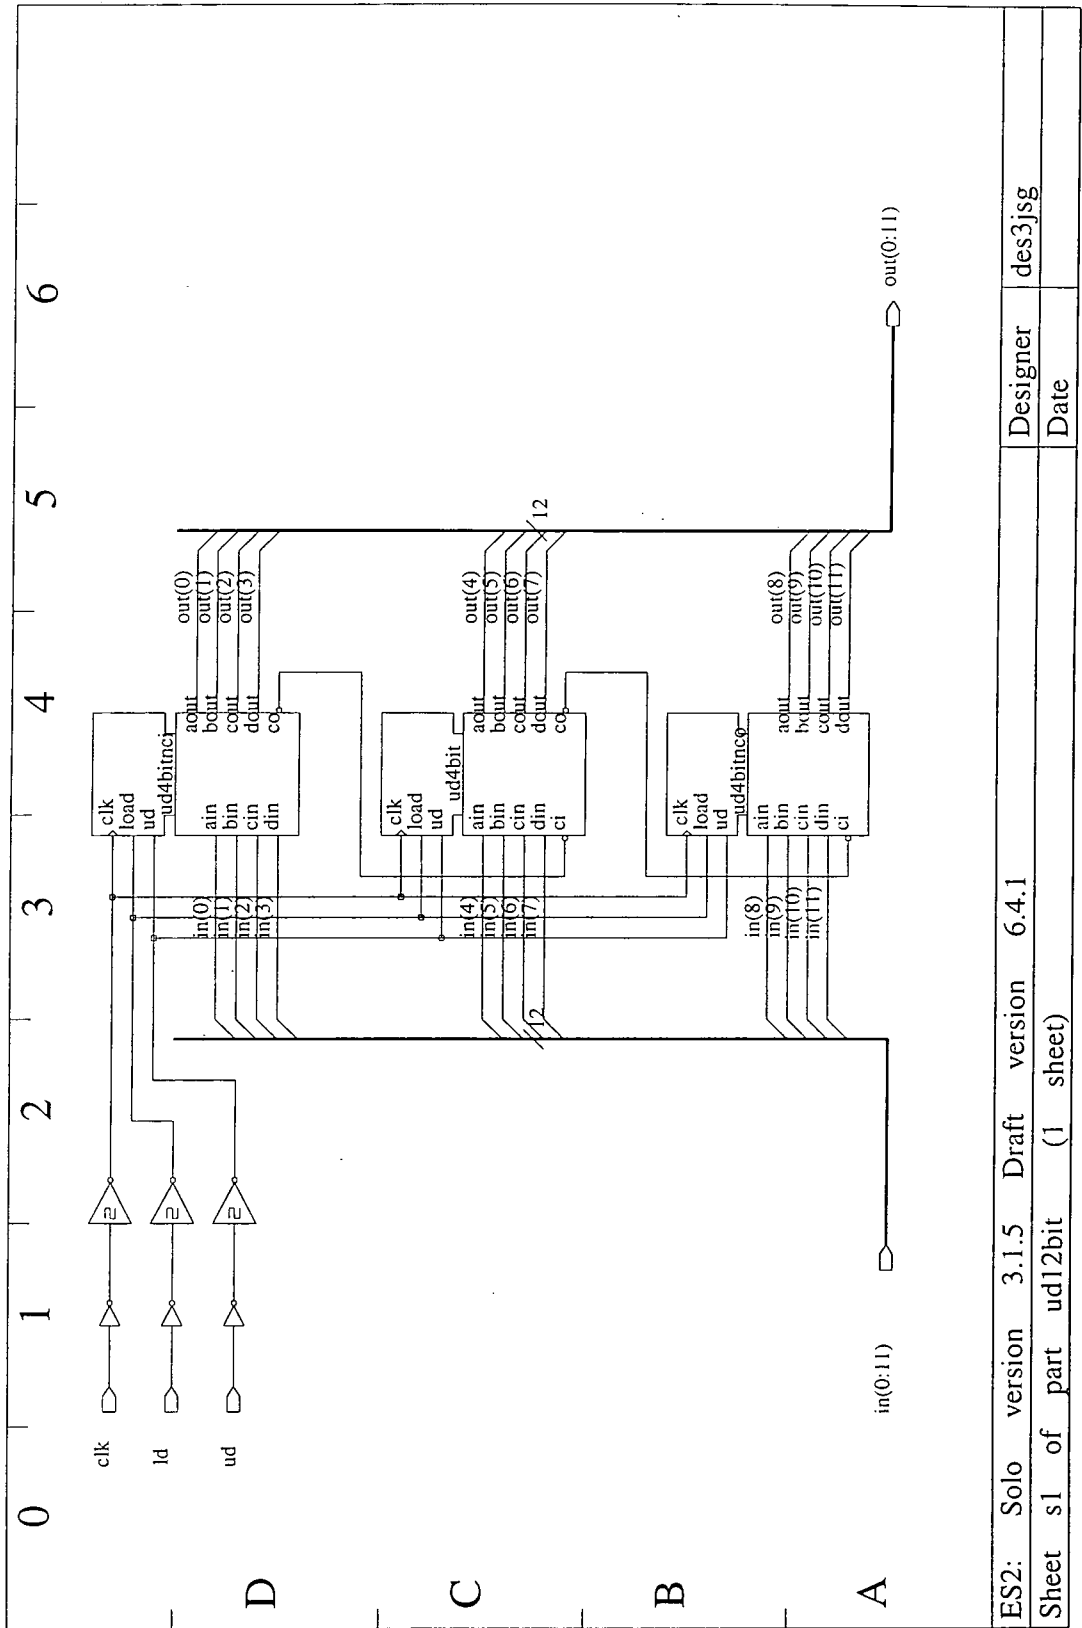 0 1 2 3 4 5 6
D
C
B
A
clk
ld
ud
2
2
2
in(0:11)
12
in(0)
in(1)
in(2)
in(3)
in(4)
in(5)
in(6)
in(7)
in(8)
in(9)
in(10)
in(11)
clk
load
ud
ud4bitnci
ain aout
bin bout
cin cout
din dout
co
clk
load
ud
ud4bit
ain aout
bin bout
cin cout
din dout
ci co
clk
load
ud
ud4bitnco
ain aout
bin bout
cin cout
din dout
ci
out(0)
out(1)
out(2)
out(3)
out(4)
out(5)
out(6)
out(7)
out(8)
out(9)
out(10)
out(11)
12
out(0:11)
ES2: Solo version 3.1.5 Draft version 6.4.1 Designer des3jsg
Sheet s1 of part ud12bit (1 sheet) Date